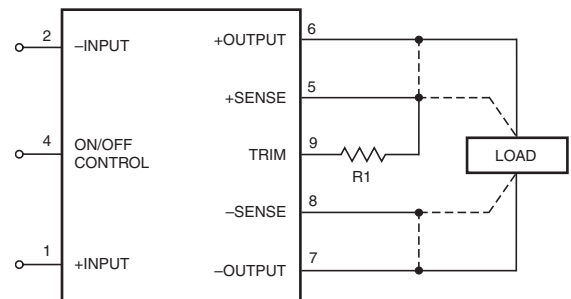 2 –INPUT +OUTPUT 6
+SENSE 5
4 ON/OFF
CONTROL
TRIM 9
R1
LOAD
–SENSE 8
1 +INPUT
–OUTPUT 7